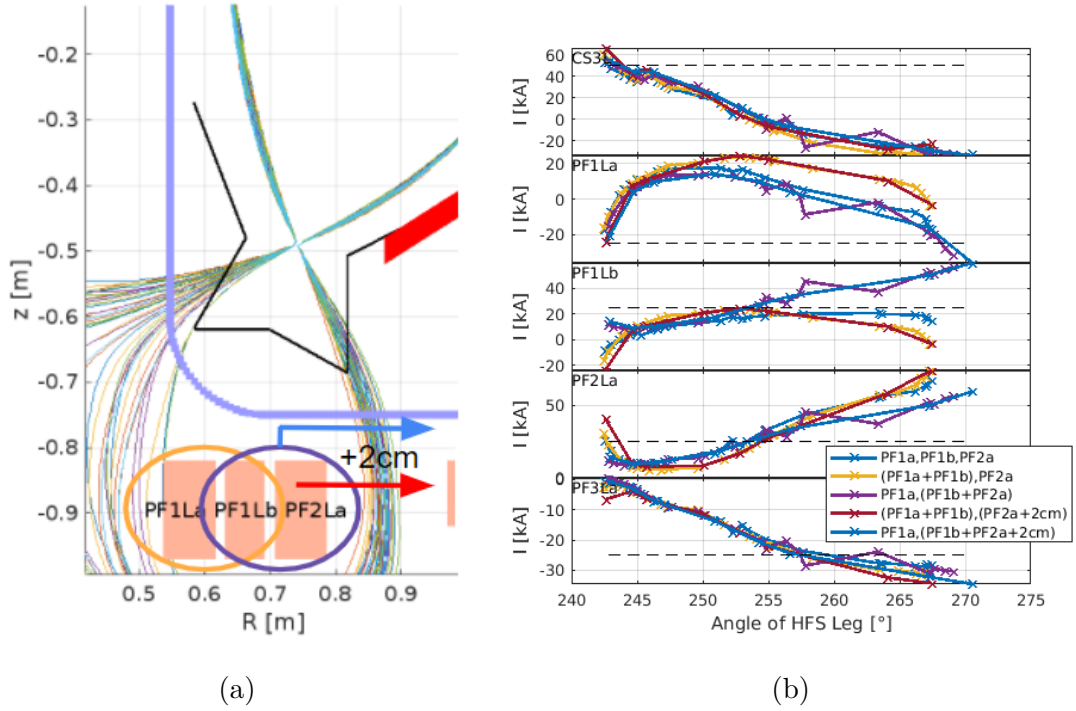 -0.2
-0.3
-0.4
-0.5
-0.6
-0.7
-0.8
-0.9
z [m]
+2cm
PF1La PF1Lb PF2La
0.5 0.6 0.7 0.8 0.9
R [m]
(a)
CS3L
60
40
20
0
-20
I [kA]
PF1La
20
0
-20
I [kA]
PF1Lb
40
20
0
-20
I [kA]
PF2La
50
0
I [kA]
PF3La
0
-10
-20
-30
I [kA]
PF1a,PF1b,PF2a
(PF1a+PF1b),PF2a
PF1a,(PF1b+PF2a)
(PF1a+PF1b),(PF2a+2cm)
PF1a,(PF1b+PF2a+2cm)
240 245 250 255 260 265 270 275
Angle of HFS Leg [°]
(b)